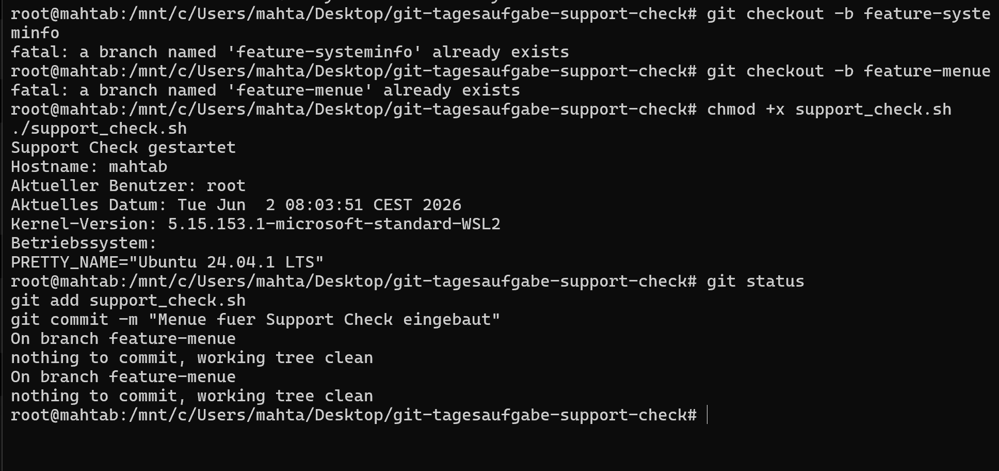 root@mahtab:/mnt/c/Users/mahta/Desktop/git-tagesaufgabe-support-check# git checkout -b feature-syste
minfo
fatal: a branch named 'feature-systeminfo' already exists
root@mahtab:/mnt/c/Users/mahta/Desktop/git-tagesaufgabe-support-check# git checkout -b feature-menue
fatal: a branch named 'feature-menue' already exists
root@mahtab:/mnt/c/Users/mahta/Desktop/git-tagesaufgabe-support-check# chmod +x support_check.sh
./support_check.sh
Support Check gestartet
Hostname: mahtab
Aktueller Benutzer: root
Aktuelles Datum: Tue Jun  2 08:03:51 CEST 2026
Kernel-Version: 5.15.153.1-microsoft-standard-WSL2
Betriebssystem:
PRETTY_NAME="Ubuntu 24.04.1 LTS"
root@mahtab:/mnt/c/Users/mahta/Desktop/git-tagesaufgabe-support-check# git status
git add support_check.sh
git commit -m "Menue fuer Support Check eingebaut"
On branch feature-menue
nothing to commit, working tree clean
On branch feature-menue
nothing to commit, working tree clean
root@mahtab:/mnt/c/Users/mahta/Desktop/git-tagesaufgabe-support-check#